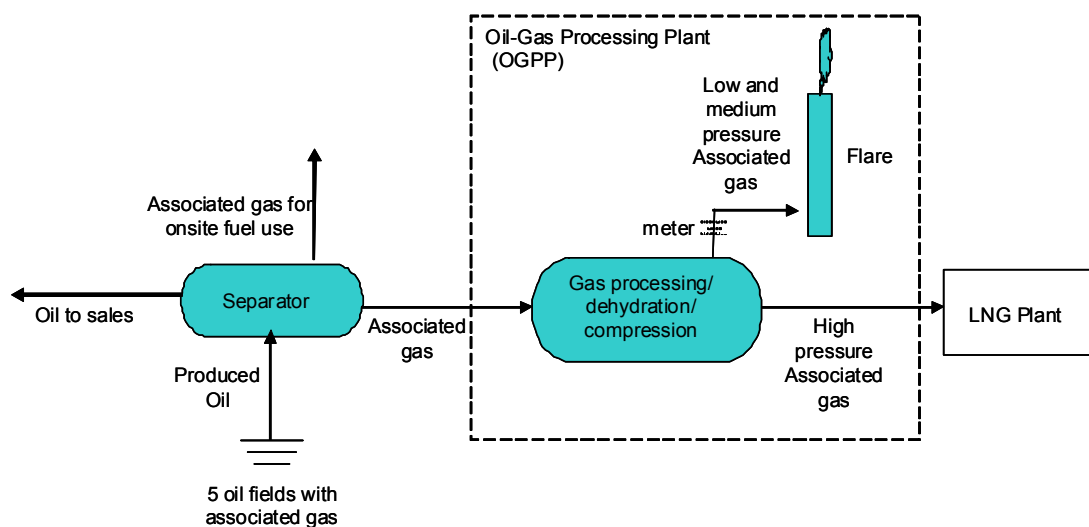 Oil-Gas Processing Plant
(OGPP)
Low and
medium
pressure
Associated
gas
Flare
Associated gas for
onsite fuel use
meter
Separator
Gas processing/
dehydration/
compression
LNG Plant
Oil to sales
Associated
gas
High
pressure
Associated
gas
Produced
Oil
5 oil fields with
associated gas